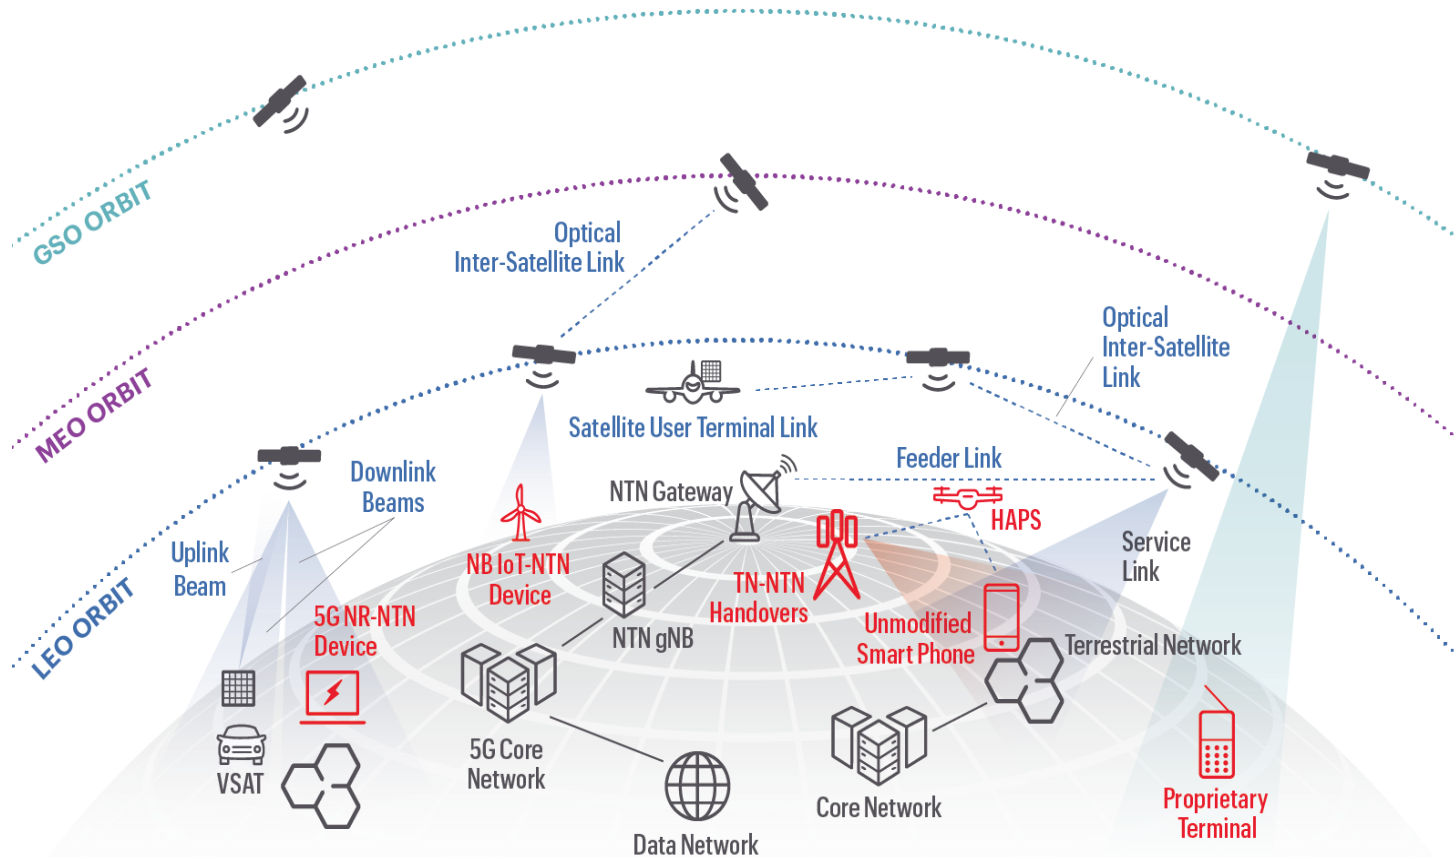 GSO ORBIT
MEO ORBIT
LEO ORBIT
Optical
Inter-Satellite Link
Optical
Inter-Satellite
Link
Satellite User Terminal Link
Feeder Link
NTN Gateway
HAPS
Downlink
Beams
Uplink
Beam
NB IoT-NTN
Device
TN-NTN
Handovers
Service
Link
5G NR-NTN
Device
NTN gNB
Unmodified
Smart Phone
Terrestrial Network
VSAT
5G Core
Network
Core Network
Data Network
Proprietary
Terminal